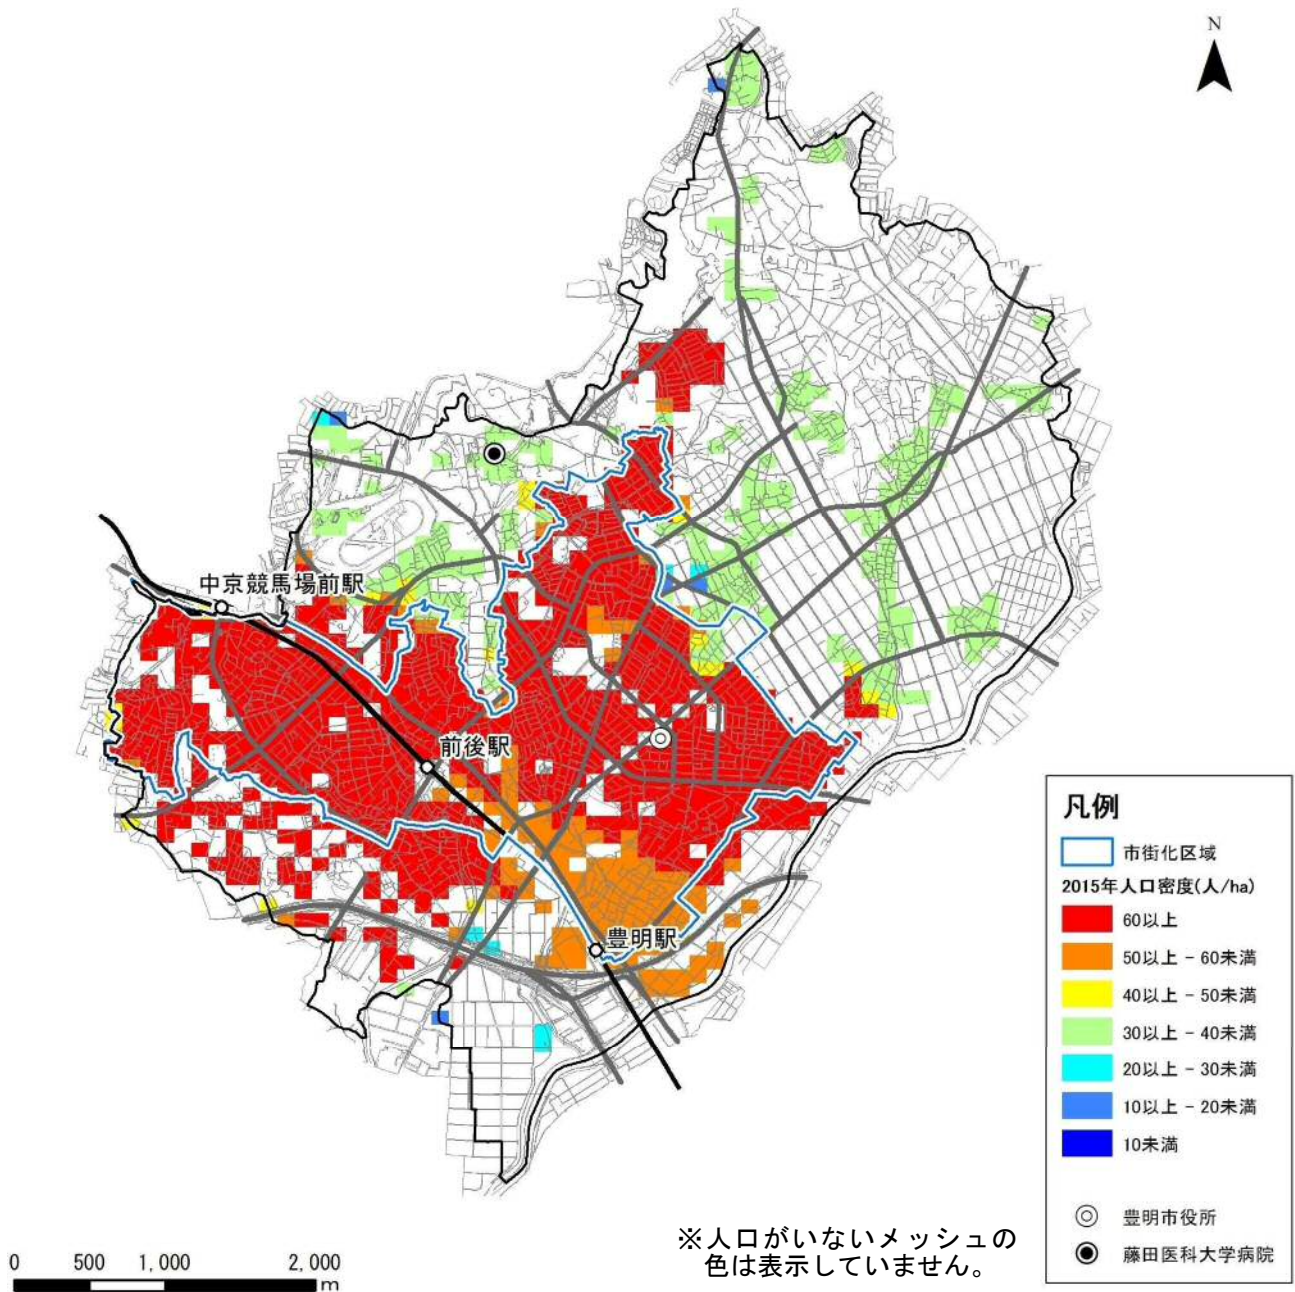 N
中京競馬場前駅
前後駅
豊明駅
凡例
市街化区域
2015年人口密度(人/ha)
60以上
50以上 - 60未満
40以上 - 50未満
30以上 - 40未満
20以上 - 30未満
10以上 - 20未満
10未満
豊明市役所
藤田医科大学病院
※人口がいないメッシュの
色は表示していません。
0 500 1,000 2,000
m